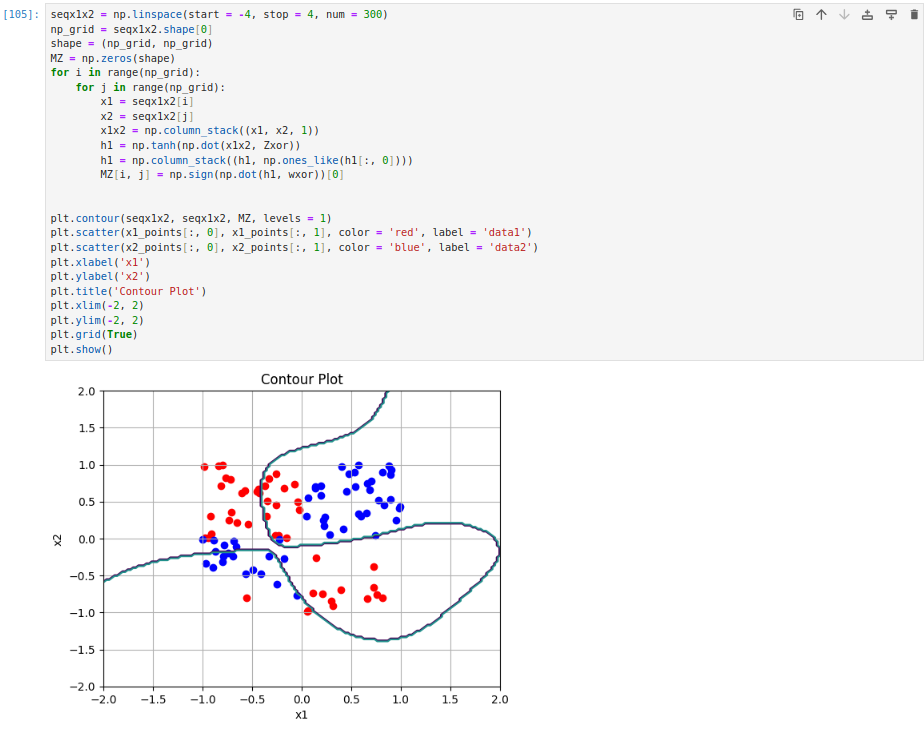 [105]: seqx1x2 = np.linspace(start = -4, stop = 4, num = 300)
np_grid = seqx1x2.shape[0]
shape = (np_grid, np_grid)
MZ = np.zeros(shape)
for i in range(np_grid):
    for j in range(np_grid):
        x1 = seqx1x2[i]
        x2 = seqx1x2[j]
        x1x2 = np.column_stack((x1, x2, 1))
        h1 = np.tanh(np.dot(x1x2, Zxor))
        h1 = np.column_stack((h1, np.ones_like(h1[:, 0])))
        MZ[i, j] = np.sign(np.dot(h1, wxor))[0]
plt.contour(seqx1x2, seqx1x2, MZ, levels = 1)
plt.scatter(x1_points[:, 0], x1_points[:, 1], color = 'red', label = 'data1')
plt.scatter(x2_points[:, 0], x2_points[:, 1], color = 'blue', label = 'data2')
plt.xlabel('x1')
plt.ylabel('x2')
plt.title('Contour Plot')
plt.xlim(-2, 2)
plt.ylim(-2, 2)
plt.grid(True)
plt.show()
Contour Plot
2.0
1.5
1.0
0.5
0.0
−0.5
−1.0
−1.5
−2.0
x2
−2.0 −1.5 −1.0 −0.5 0.0 0.5 1.0 1.5 2.0
x1